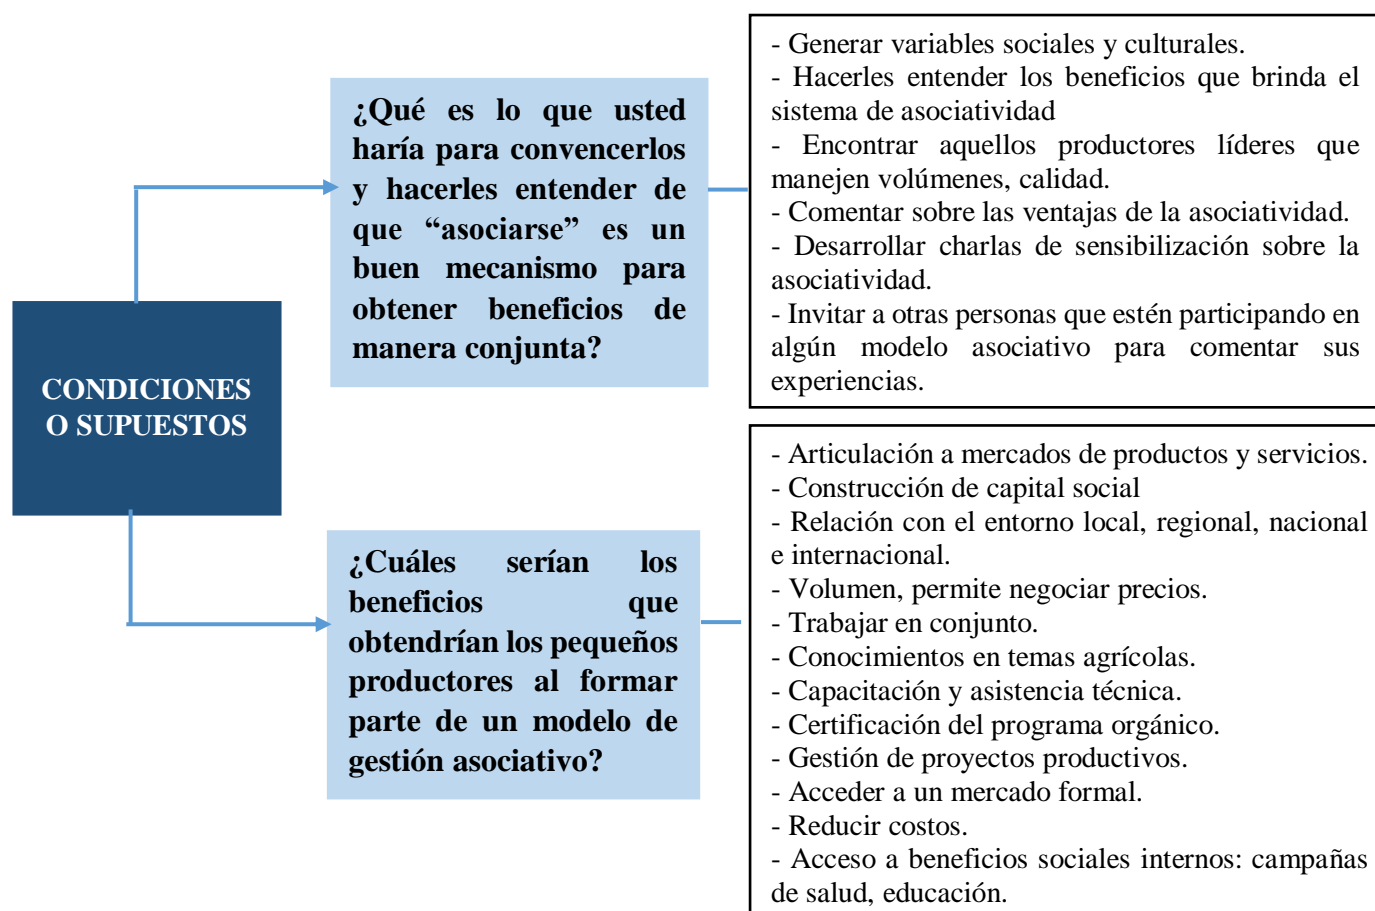 CONDICIONES
O SUPUESTOS
¿Qué es lo que usted
haría para convencerlos
y hacerles entender de
que “asociarse” es un
buen mecanismo para
obtener beneficios de
manera conjunta?
- Generar variables sociales y culturales.
- Hacerles entender los beneficios que brinda el
sistema de asociatividad
- Encontrar aquellos productores líderes que
manejen volúmenes, calidad.
- Comentar sobre las ventajas de la asociatividad.
- Desarrollar charlas de sensibilización sobre la
asociatividad.
- Invitar a otras personas que estén participando en
algún modelo asociativo para comentar sus
experiencias.
¿Cuáles serían los
beneficios que
obtendrían los pequeños
productores al formar
parte de un modelo de
gestión asociativo?
- Articulación a mercados de productos y servicios.
- Construcción de capital social
- Relación con el entorno local, regional, nacional
e internacional.
- Volumen, permite negociar precios.
- Trabajar en conjunto.
- Conocimientos en temas agrícolas.
- Capacitación y asistencia técnica.
- Certificación del programa orgánico.
- Gestión de proyectos productivos.
- Acceder a un mercado formal.
- Reducir costos.
- Acceso a beneficios sociales internos: campañas
de salud, educación.